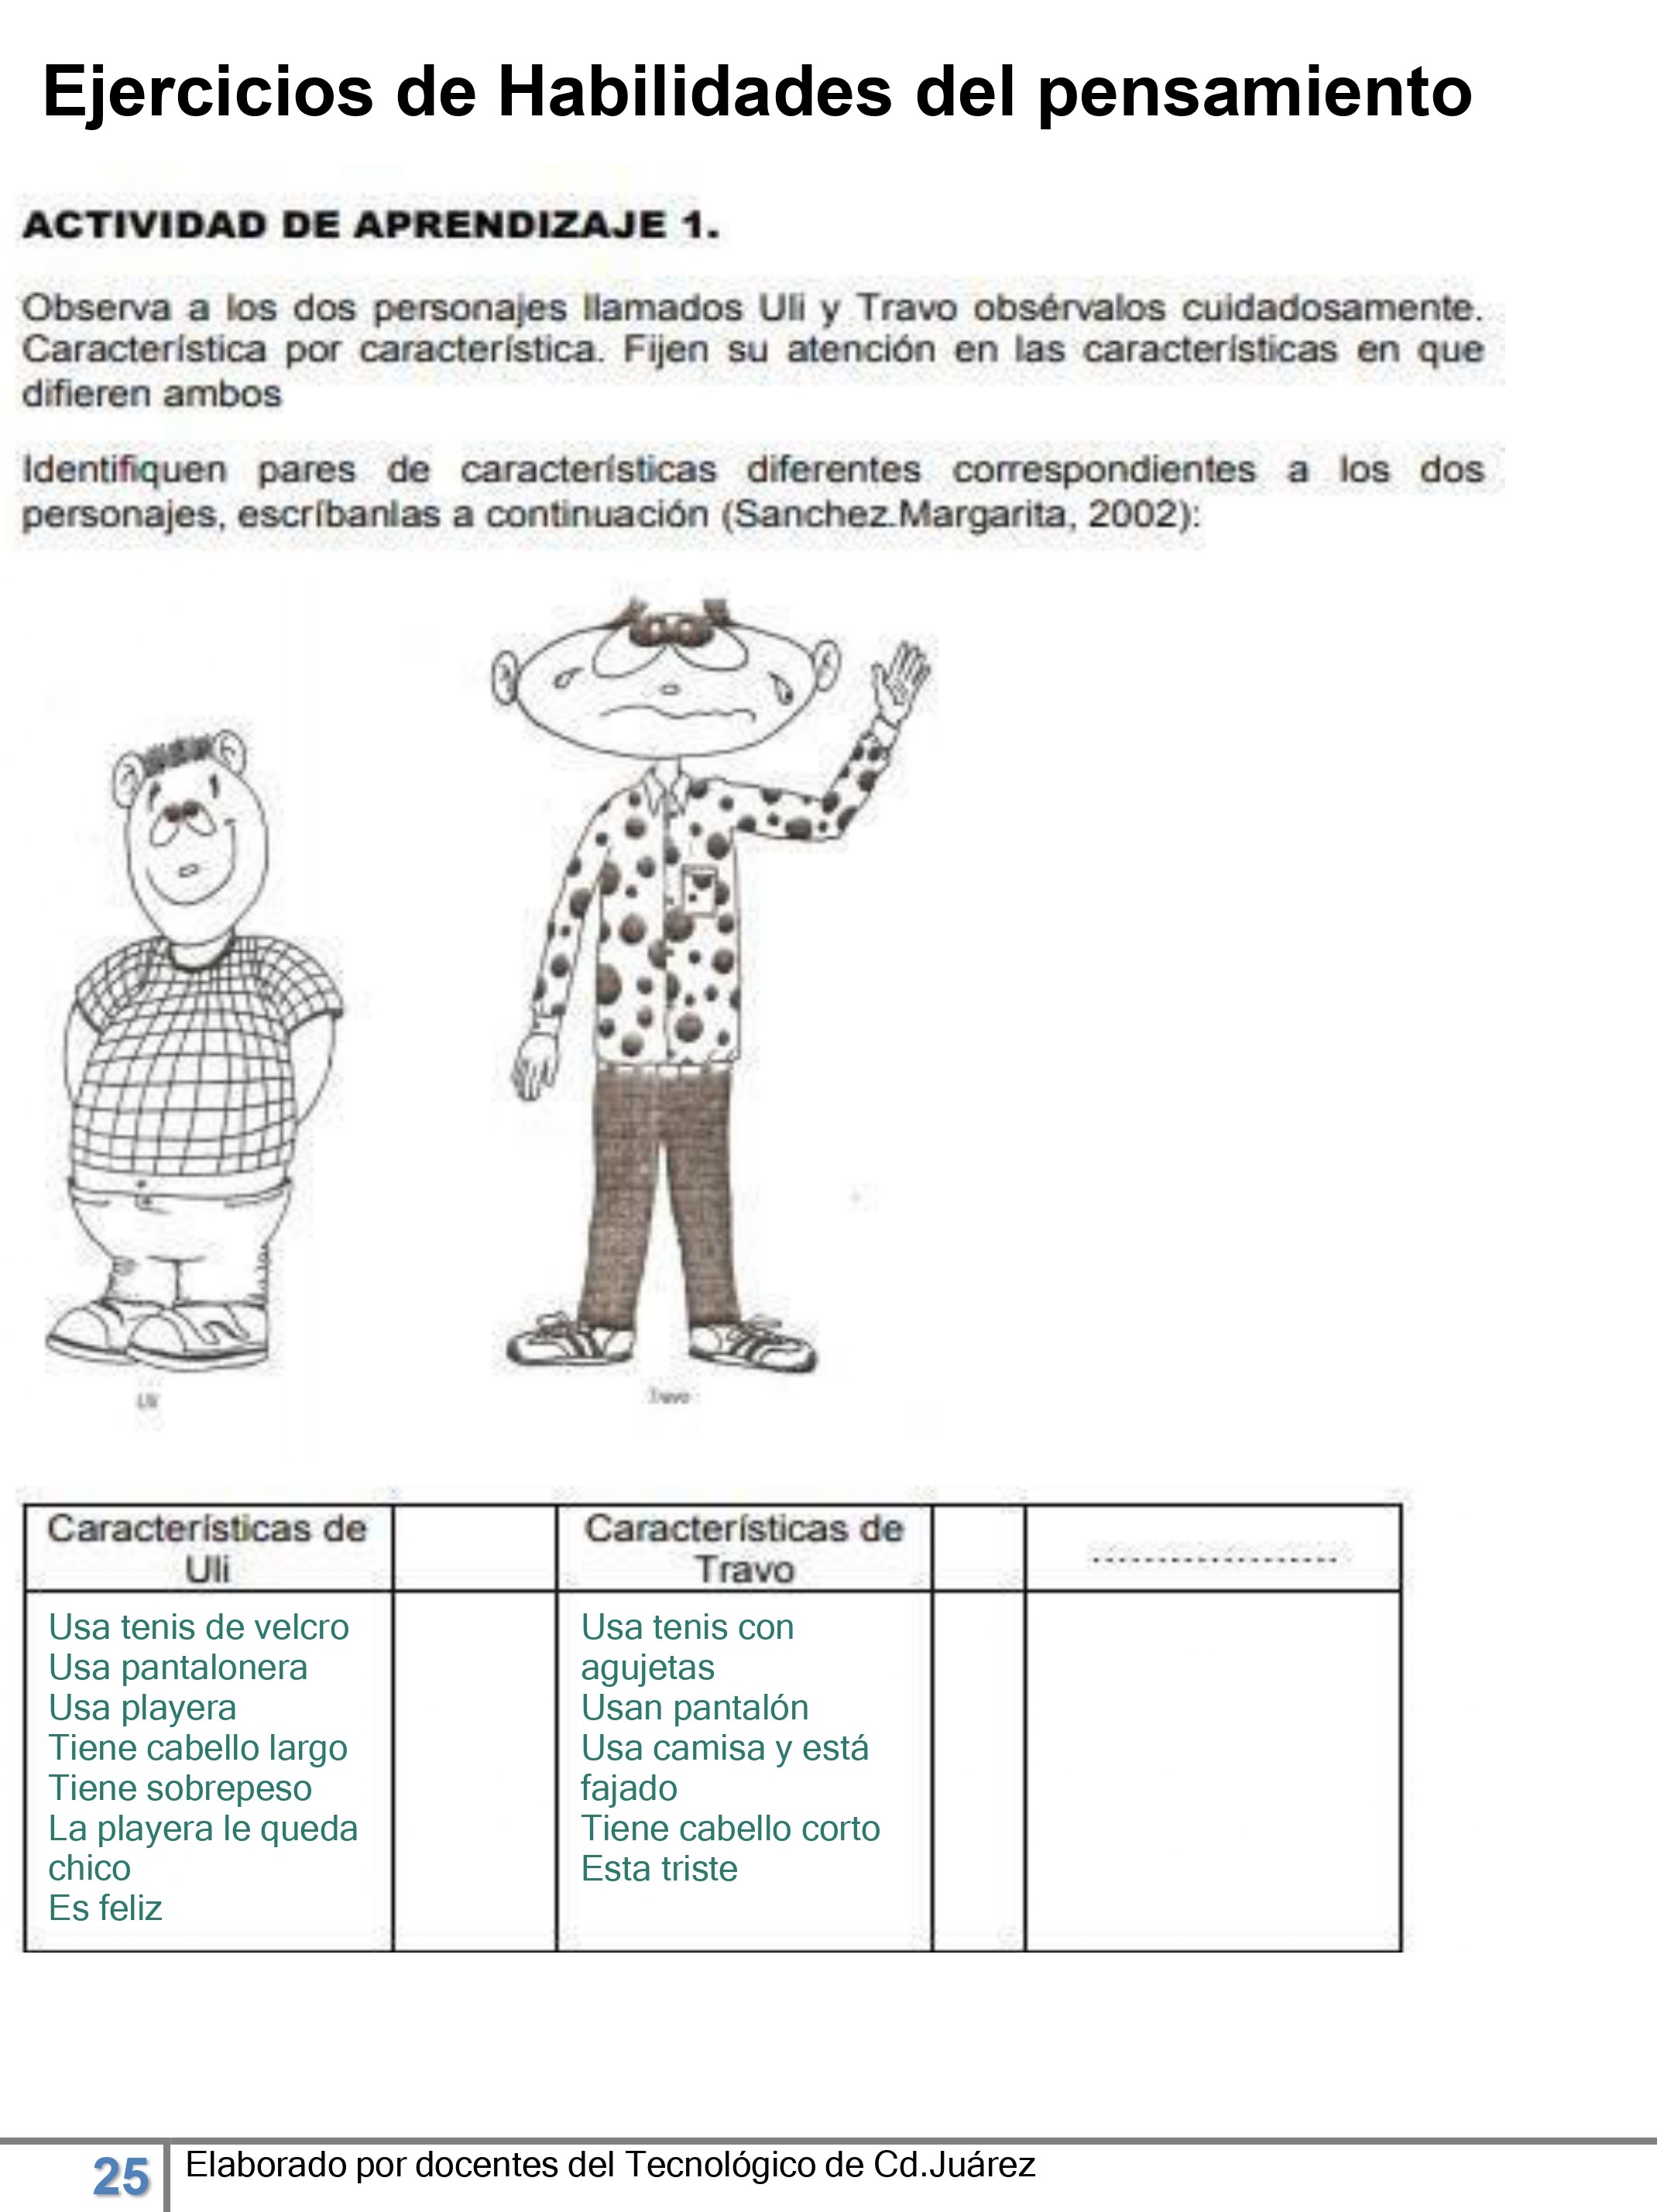 Ejercicios de Habilidades del pensamiento
ACTIVIDAD DE APRENDIZAJE 1.
Observa a los dos personajes llamados Uli y Travo obsérvalos cuidadosamente.
Característica por característica. Fijen su atención en las características en que
difieren ambos
Identifiquen pares de características diferentes correspondientes a los dos
personajes, escríbanlas a continuación (Sanchez.Margarita, 2002):
Uli
Travo
Características de
Uli
Características de
Travo
...................
Usa tenis de velcro
Usa pantalonera
Usa playera
Tiene cabello largo
Tiene sobrepeso
La playera le queda
chico
Es feliz
Usa tenis con
agujetas
Usan pantalón
Usa camisa y está
fajado
Tiene cabello corto
Esta triste
25
Elaborado por docentes del Tecnológico de Cd.Juárez